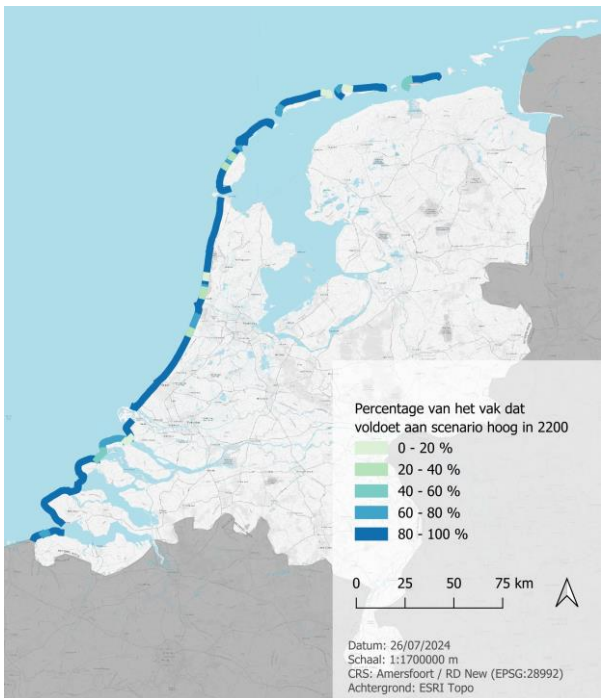 Percentage van het vak dat
voldoet aan scenario hoog in 2200
0 - 20 %
20 - 40 %
40 - 60 %
60 - 80 %
80 - 100 %
0 25 50 75 km
Datum: 26/07/2024
Schaal: 1:1700000 m
CRS: Amersfoort / RD New (EPSG:28992)
Achtergrond: ESRI Topo